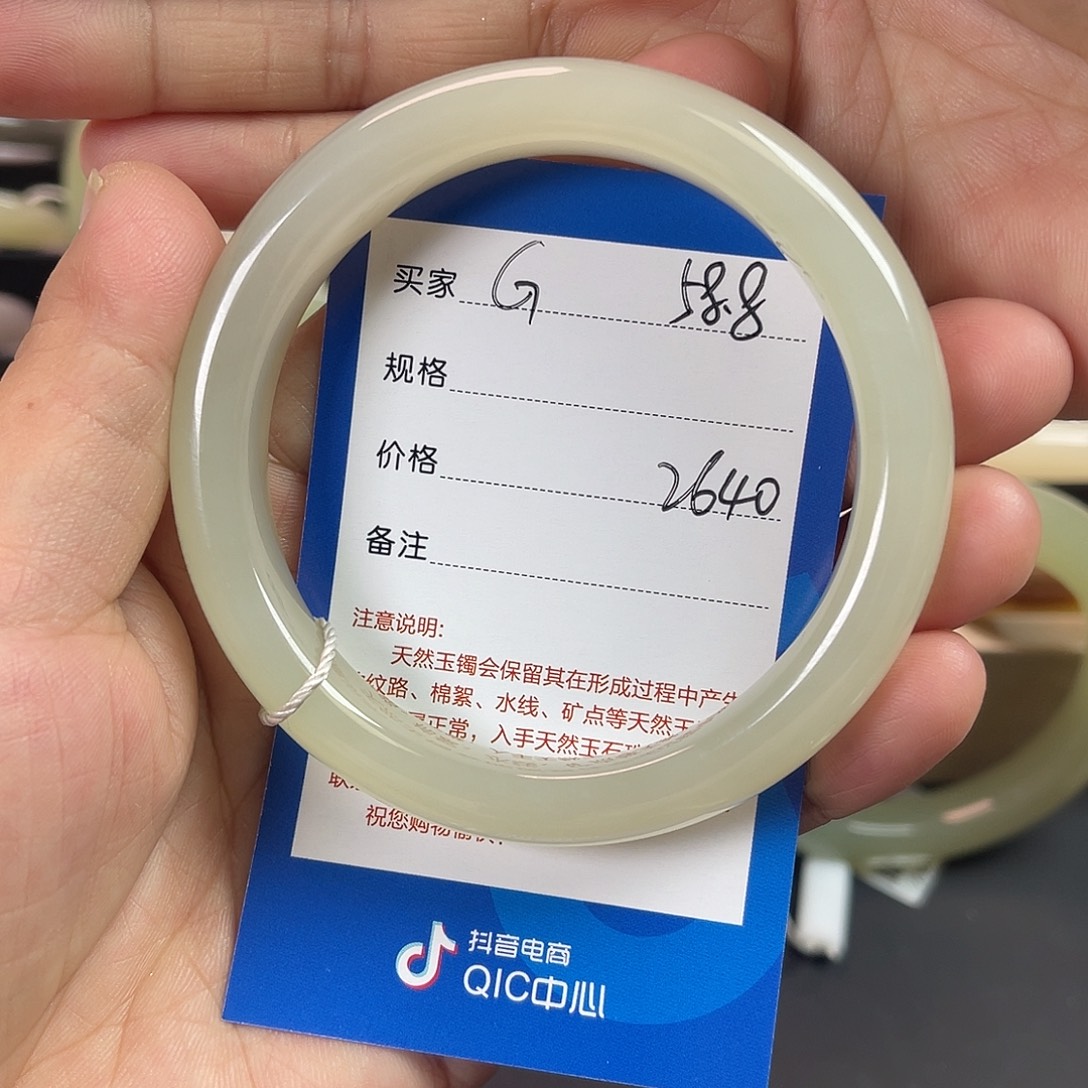 买家 G 58.8
规格
价格 2640
备注
注意说明:
天然玉镯会保留其在形成过程中产生
纹路、棉絮、水线、矿点等天然玉
正常，入手天然玉石
祝您购物愉快!
抖音电商
QIC中心